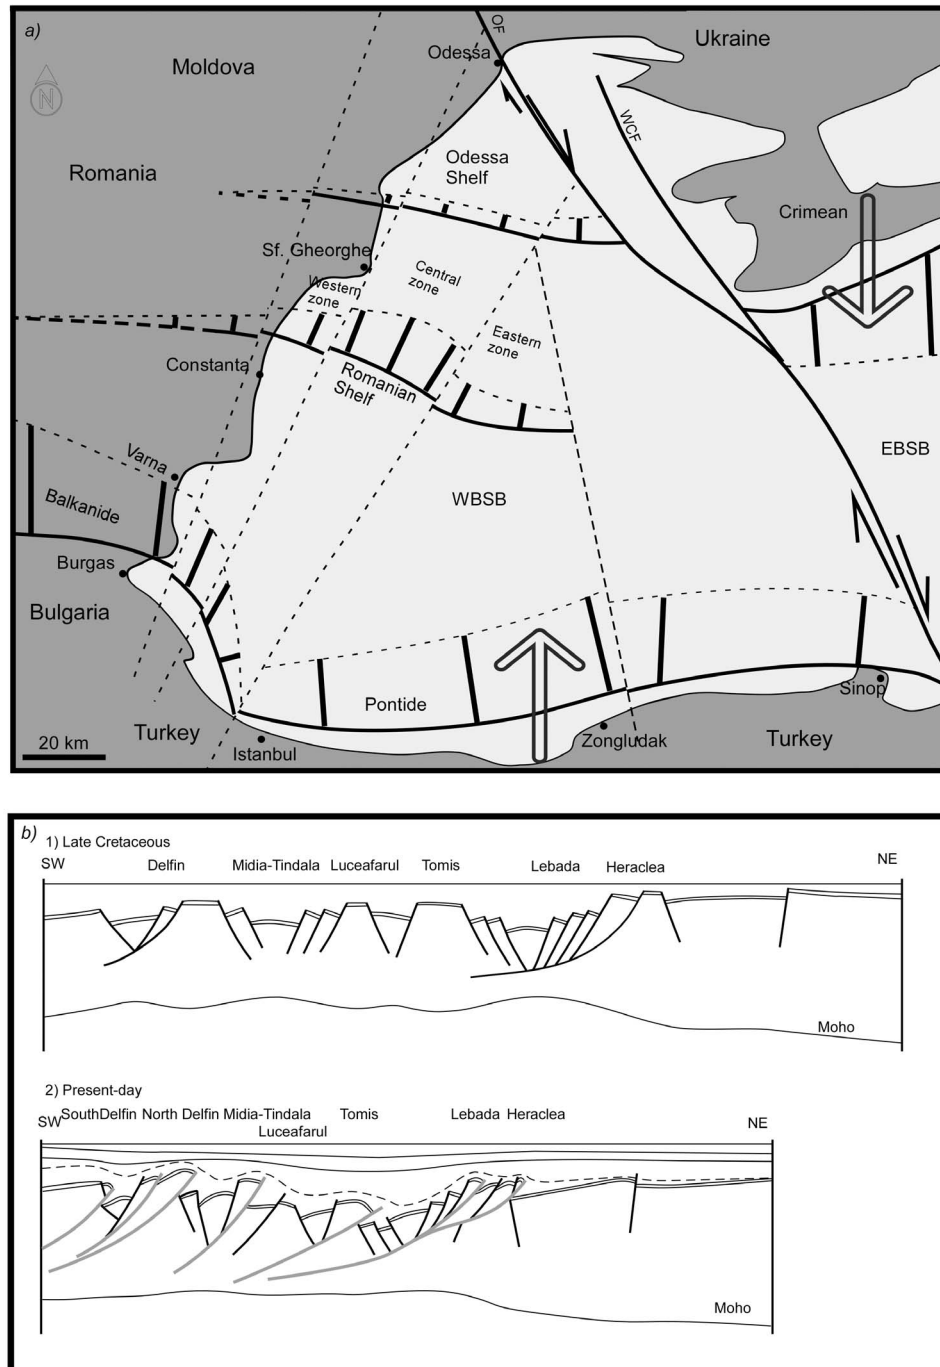 a)
OF
Ukraine
Odessa
Moldova
WCF
N
Odessa
Shelf
Romania
Crimean
Sf. Gheorghe
Central
zone
Western
zone
Eastern
zone
Constanta
Romanian
Shelf
EBSB
Varna
WBSB
Balkanide
Burgas
Bulgaria
Sinop
Pontide
Turkey
Zongludak
Turkey
20 km
Istanbul
b)
1) Late Cretaceous
SW Delfin Midia-Tindala Luceafarul Tomis Lebada Heraclea NE
Moho
2) Present-day
SW SouthDelfin North Delfin Midia-Tindala Tomis Lebada Heraclea NE
Luceafarul
Moho